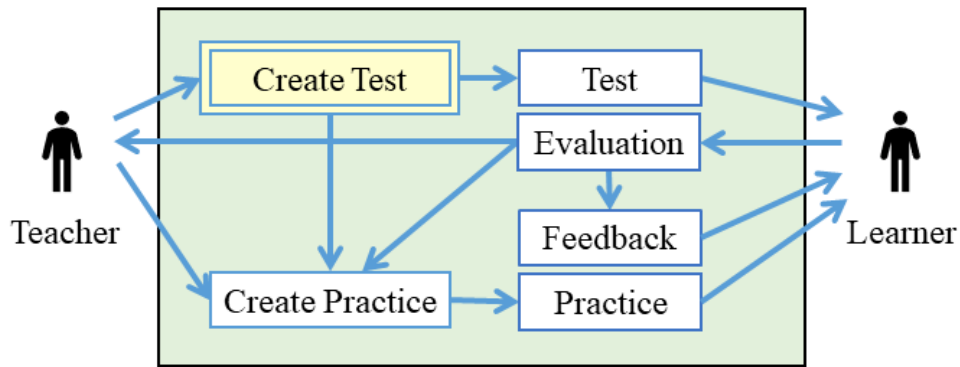 Create Test
Test
Evaluation
Teacher
Feedback
Learner
Create Practice
Practice